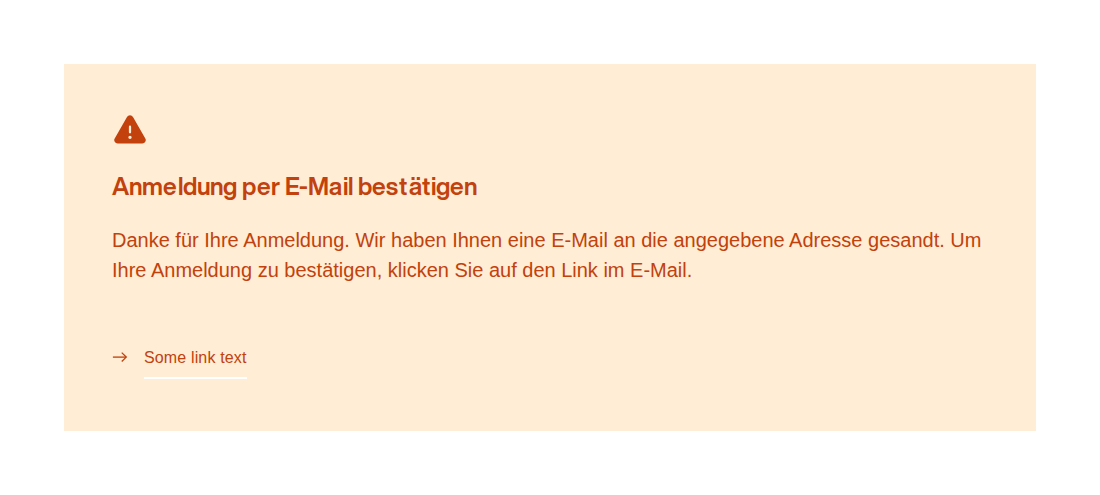 Anmeldung per E-Mail bestätigen
Danke für Ihre Anmeldung. Wir haben Ihnen eine E-Mail an die angegebene Adresse gesandt. Um
Ihre Anmeldung zu bestätigen, klicken Sie auf den Link im E-Mail.
Some link text